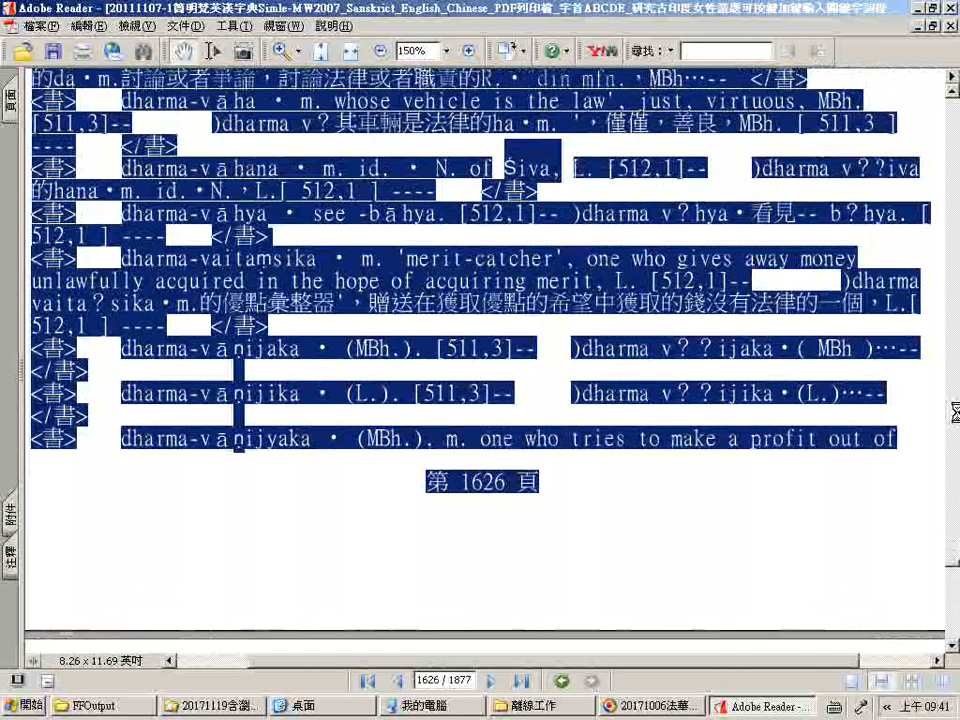 Adobe Reader - [20111107-1簡明梵英漢字典Simle-MW2007_Sanskrict_English_Chinese_PDF列印檔_字首ABCDE_研究古印度女性議題可按
檔案(F) 編輯(E) 檢視(V) 文件(D) 工具(T) 視窗(W) 說明(H)
150% 尋找：
頁面
的da‧m.討論或者爭論，討論法律或者職責的R.‧ din mfn.，MBh…-- </書>
<書> dharma-vāha ‧ m. whose vehicle is the law', just, virtuous, MBh.
[511,3]-- )dharma v？其車輛是法律的ha‧m. '，僅僅，善良，MBh. [ 511,3 ]
---- </書>
<書> dharma-vāhana ‧ m. id. ‧ N. of Śiva, L. [512,1]-- )dharma v？？iva
的hana‧m. id.‧N.，L.[ 512,1 ] ---- </書>
<書> dharma-vāhya ‧ see -bāhya. [512,1]-- )dharma v？hya‧看見-- b？hya. [
512,1 ] ---- </書>
<書> dharma-vaitaṃsika ‧ m. 'merit-catcher', one who gives away money
unlawfully acquired in the hope of acquiring merit, L. [512,1]-- )dharma
vaita？sika‧m.的優點彙整器'，贈送在獲取優點的希望中獲取的錢沒有法律的一個，L.[
512,1 ] ---- </書>
<書> dharma-vāṇijaka ‧ (MBh.). [511,3]-- )dharma v？？ijaka‧( MBh )…--
</書>
<書> dharma-vāṇijika ‧ (L.). [511,3]-- )dharma v？？ijika‧(L.)…--
</書>
<書> dharma-vāṇijyaka ‧ (MBh.). m. one who tries to make a profit out of
第 1626 頁
附件
注釋
8.26 x 11.69 英吋
1626 / 1877
開始 FFOutput 20171119含瀏... 桌面 我的電腦 離線工作 20171006法華... Adobe Reader - ... 上午 09:41